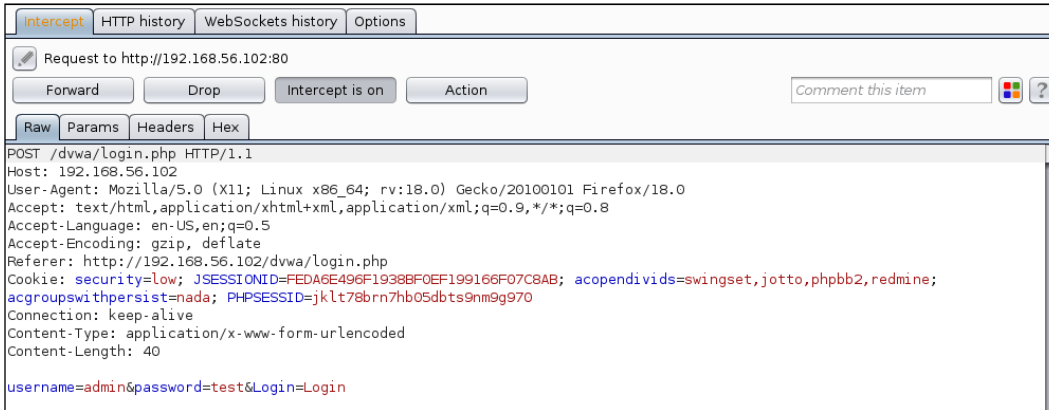 Intercept HTTP history WebSockets history Options
Request to http://192.168.56.102:80
Forward Drop Intercept is on Action Comment this item ?
Raw Params Headers Hex
POST /dvwa/login.php HTTP/1.1
Host: 192.168.56.102
User-Agent: Mozilla/5.0 (X11; Linux x86_64; rv:18.0) Gecko/20100101 Firefox/18.0
Accept: text/html,application/xhtml+xml,application/xml;q=0.9,*/*;q=0.8
Accept-Language: en-US,en;q=0.5
Accept-Encoding: gzip, deflate
Referer: http://192.168.56.102/dvwa/login.php
Cookie: security=low; JSESSIONID=FEDA6E496F1938BF0EF199166F07C8AB; acopendivids=swingset,jotto,phpbb2,redmine;
acgroupswithpersist=nada; PHPSESSID=jklt78brn7hb05dbts9nm9g970
Connection: keep-alive
Content-Type: application/x-www-form-urlencoded
Content-Length: 40
username=admin&password=test&Login=Login